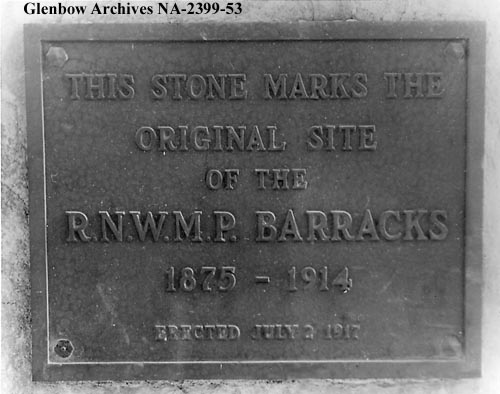 Glenbow Archives NA-2399-53
THIS STONE MARKS THE
ORIGINAL SITE
OF THE
R.N.W.M.P. BARRACKS
1875 - 1914
ERECTED JULY 2 1917